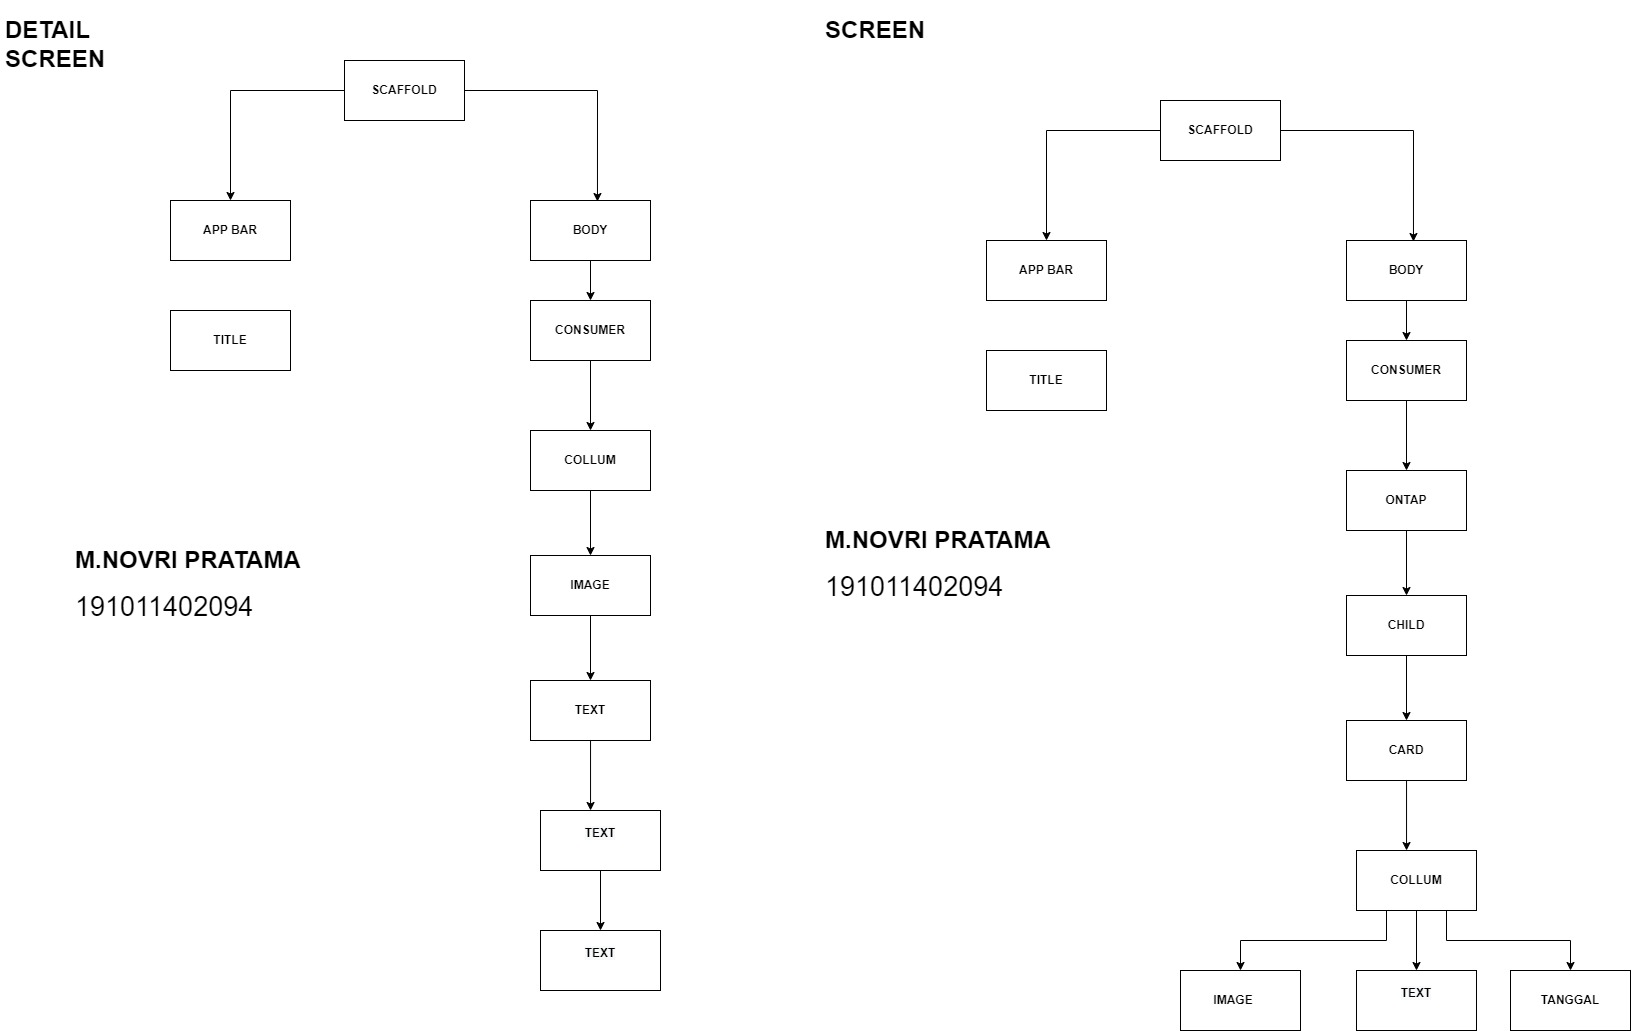 DETAIL
SCREEN
SCAFFOLD
APP BAR
BODY
TITLE
CONSUMER
COLLUM
M.NOVRI PRATAMA
191011402094
IMAGE
TEXT
TEXT
TEXT
SCREEN
SCAFFOLD
APP BAR
BODY
TITLE
CONSUMER
ONTAP
M.NOVRI PRATAMA
191011402094
CHILD
CARD
COLLUM
IMAGE
TEXT
TANGGAL